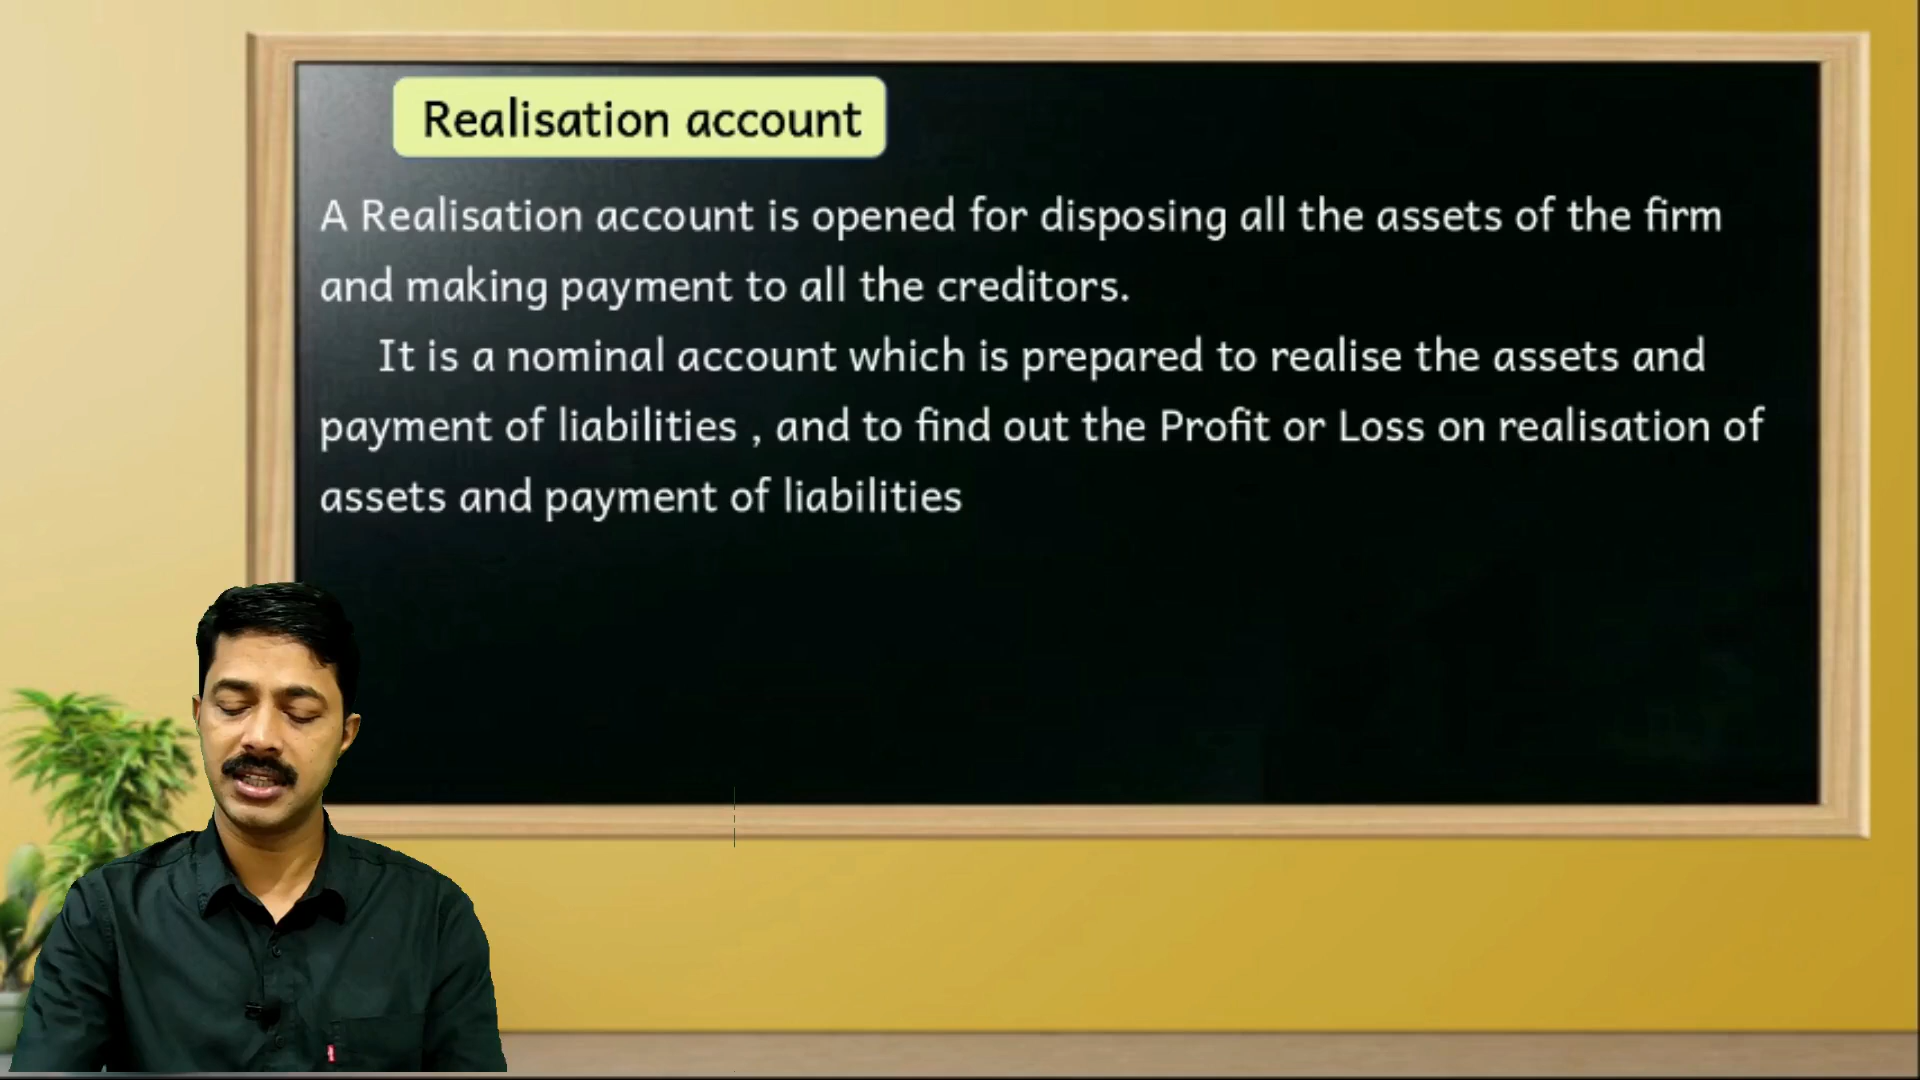 Realisation account
A Realisation account is opened for disposing all the assets of the firm
and making payment to all the creditors.
It is a nominal account which is prepared to realise the assets and
payment of liabilities , and to find out the Profit or Loss on realisation of
assets and payment of liabilities